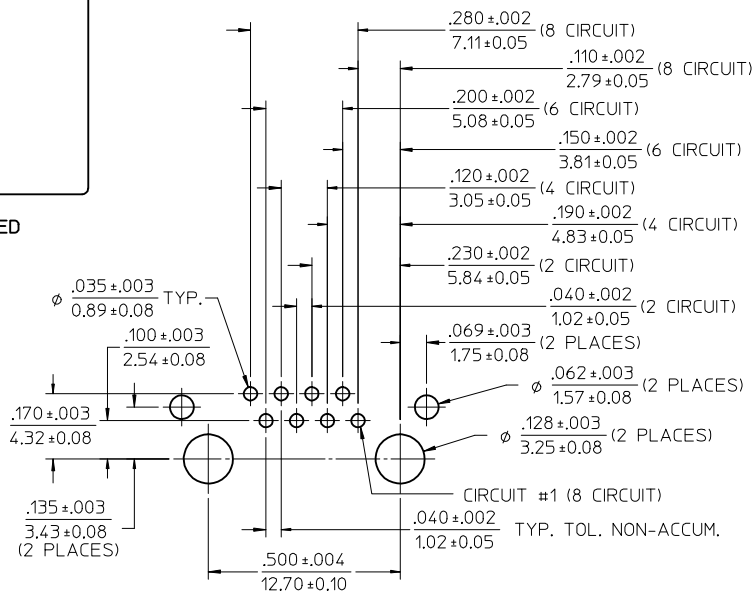 .280±.002 (8 CIRCUIT)
7.11±0.05
.110±.002 (8 CIRCUIT)
2.79±0.05
.200±.002 (6 CIRCUIT)
5.08±0.05
.150±.002 (6 CIRCUIT)
3.81±0.05
.120±.002 (4 CIRCUIT)
3.05±0.05
ED
.190±.002 (4 CIRCUIT)
4.83±0.05
.230±.002 (2 CIRCUIT)
5.84±0.05
ø .035±.003 TYP.
0.89±0.08
.040±.002 (2 CIRCUIT)
1.02±0.05
.100±.003
2.54±0.08
.069±.003 (2 PLACES)
1.75±0.08
ø .062±.003 (2 PLACES)
1.57±0.08
.170±.003
4.32±0.08
ø .128±.003 (2 PLACES)
3.25±0.08
CIRCUIT #1 (8 CIRCUIT)
.135±.003
3.43±0.08
(2 PLACES)
.040±.002 TYP. TOL. NON-ACCUM.
1.02±0.05
.500±.004
12.70±0.10